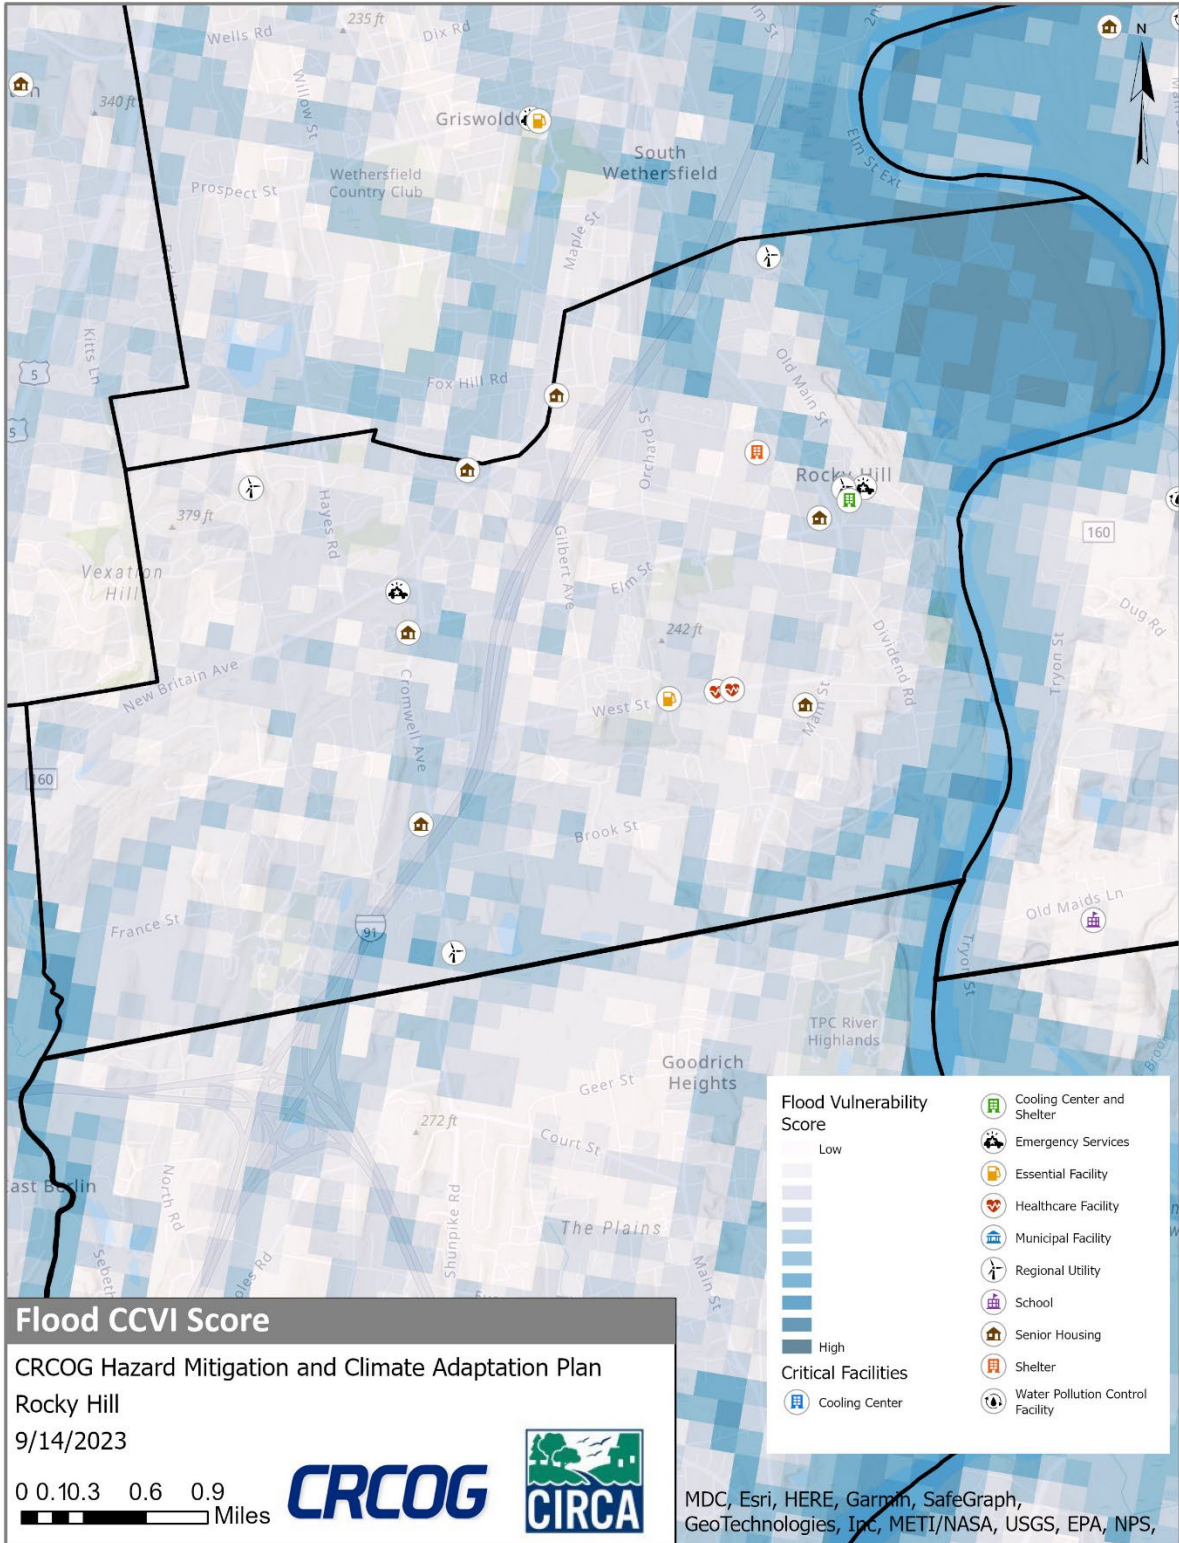 235 ft
Wells Rd
Dix Rd
Elm St
Willow St
340 ft
Griswoldv
South
Wethersfield
Elm St Ext
Wethersfield
Country Club
Prospect St
Maple St
N
Kitts Ln
5
5
Fox Hill Rd
Old Main St
Orchard St
Rocky Hill
Hayes Rd
379 ft
160
Vexation
Hill
Gilbert Ave
Elm St
242 ft
Dividend Rd
Dug Rd
Tryon St
New Britain Ave
Cromwell Ave
West St
Main St
160
Brook St
France St
91
Old Maids Ln
Tryon St
TPC River
Highlands
Goodrich
Heights
Geer St
272 ft
Court St
East Berlin
North Rd
Shunpike Rd
The Plains
Main St
Flood Vulnerability
Score
Low
High
Critical Facilities
Cooling Center
Cooling Center and
Shelter
Emergency Services
Essential Facility
Healthcare Facility
Municipal Facility
Regional Utility
School
Senior Housing
Shelter
Water Pollution Control
Facility
Flood CCVI Score
CRCOG Hazard Mitigation and Climate Adaptation Plan
Rocky Hill
9/14/2023
0 0.10.3 0.6 0.9
Miles
CRCOG
CIRCA
MDC, Esri, HERE, Garmin, SafeGraph,
GeoTechnologies, Inc, METI/NASA, USGS, EPA, NPS,